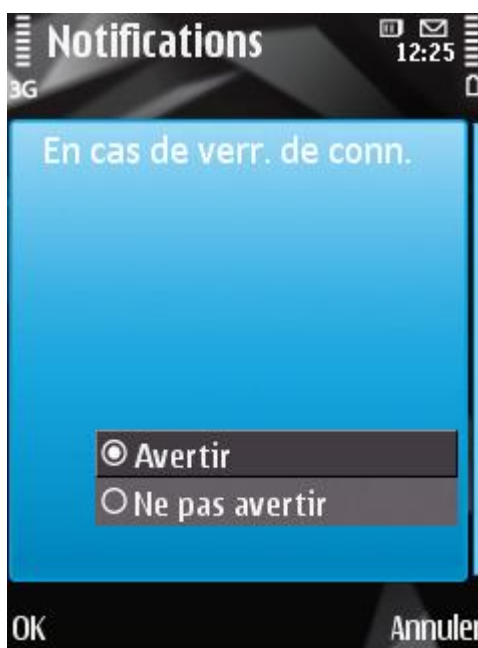 Notifications
12:25
3G
En cas de verr. de conn.
Avertir
Ne pas avertir
OK
Annuler